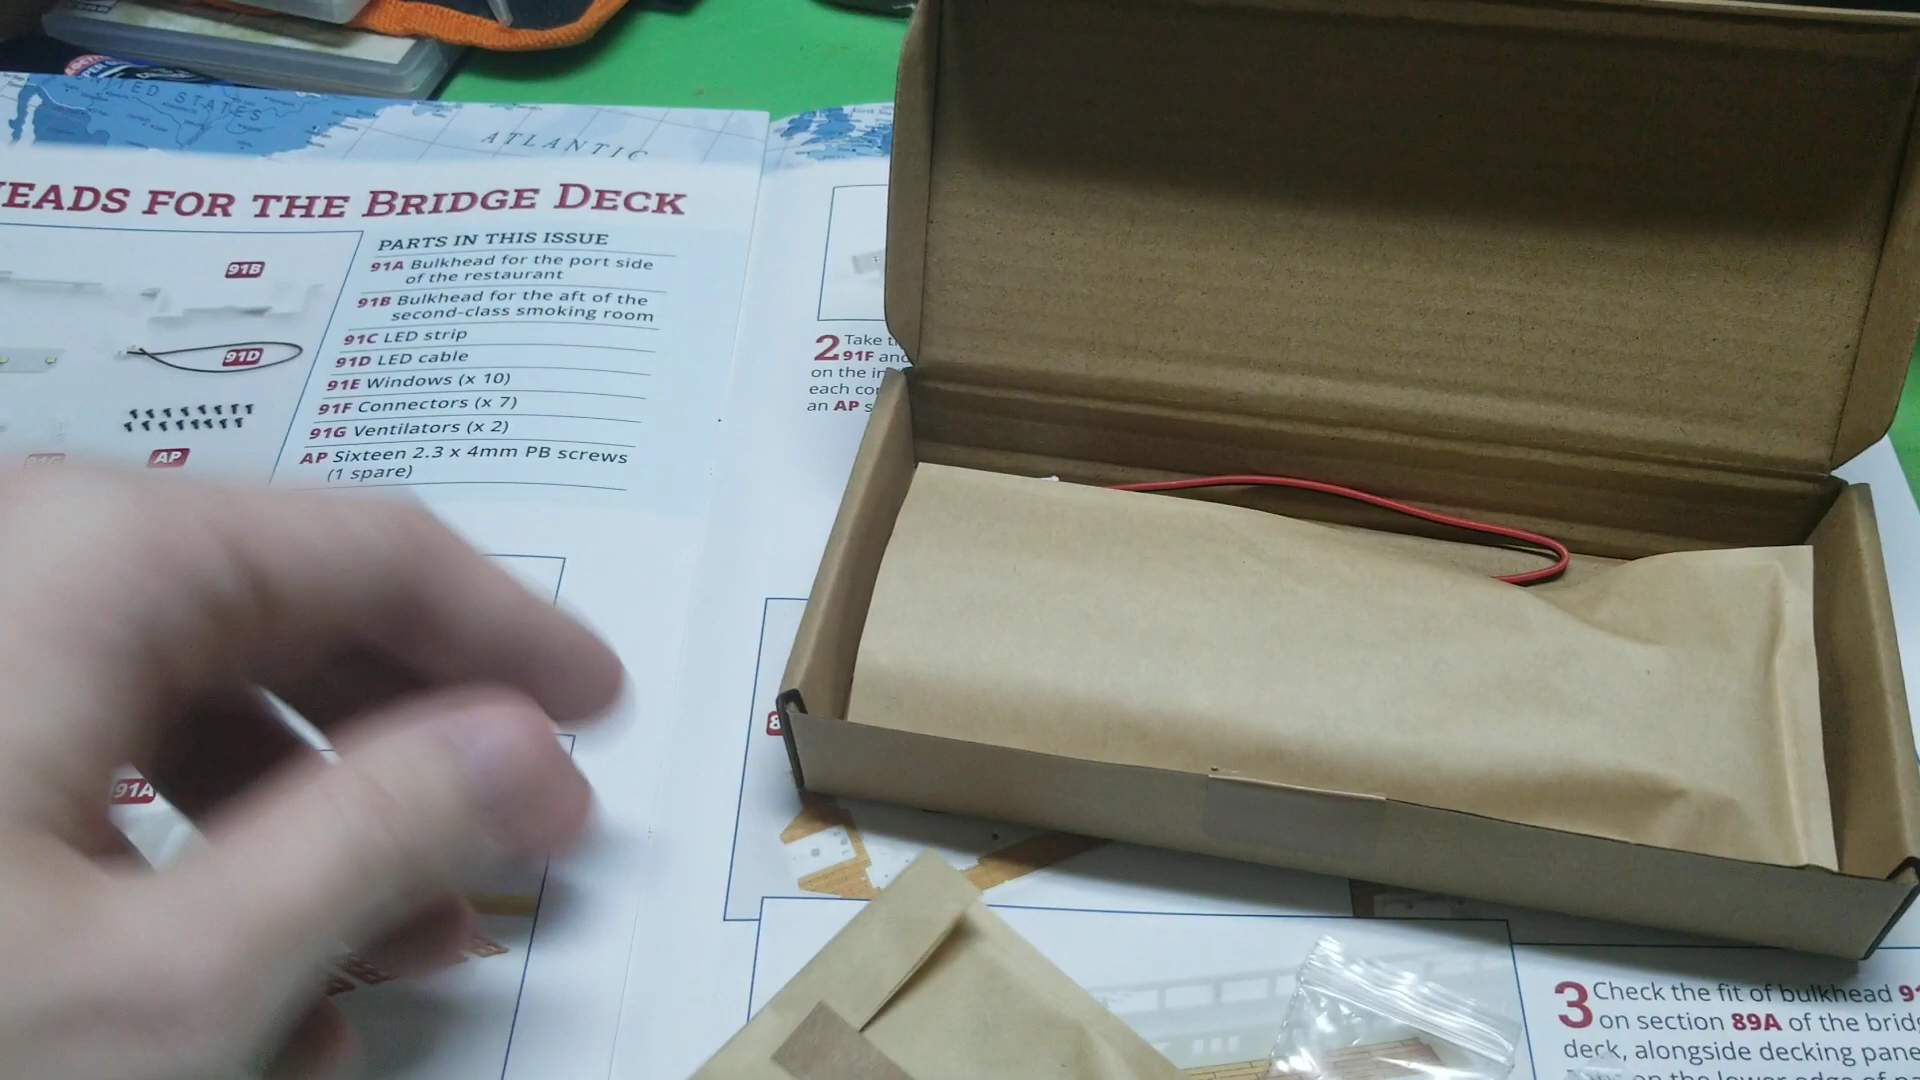 UNITED STATES
ATLANTIC
EADS FOR THE BRIDGE DECK
PARTS IN THIS ISSUE
91A Bulkhead for the port side
of the restaurant
91B Bulkhead for the aft of the
second-class smoking room
91C LED strip
91D LED cable
91E Windows (x 10)
91F Connectors (x 7)
91G Ventilators (x 2)
AP Sixteen 2.3 x 4mm PB screws
(1 spare)
91B
91D
91G
AP
91A
2 Take
91F and
on the
each
an AP
3 Check the fit of bulkhead
on section 89A of the
deck, alongside decking